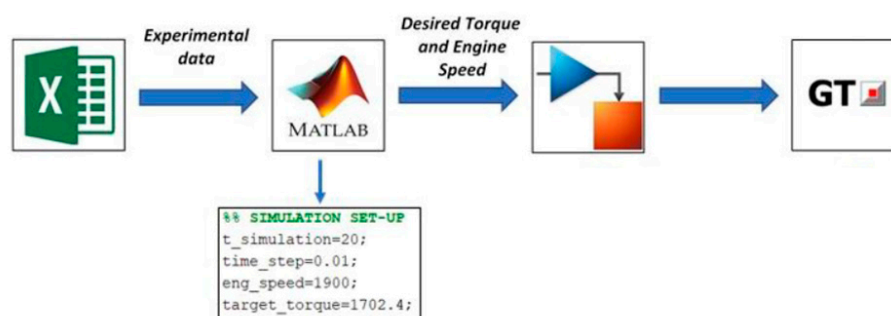 Experimental
data
Desired Torque
and Engine
Speed
X
MATLAB
GT
%% SIMULATION SET-UP
t_simulation=20;
time_step=0.01;
eng_speed=1900;
target_torque=1702.4;